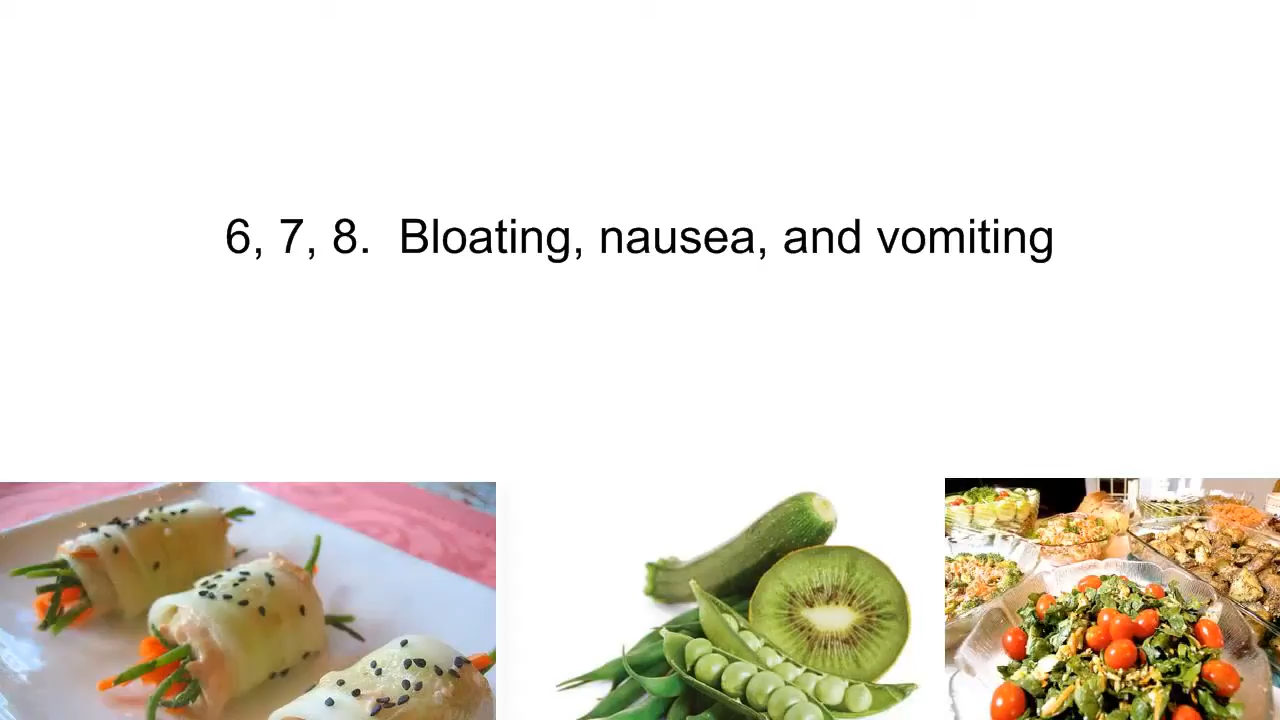 6, 7, 8.  Bloating, nausea, and vomiting